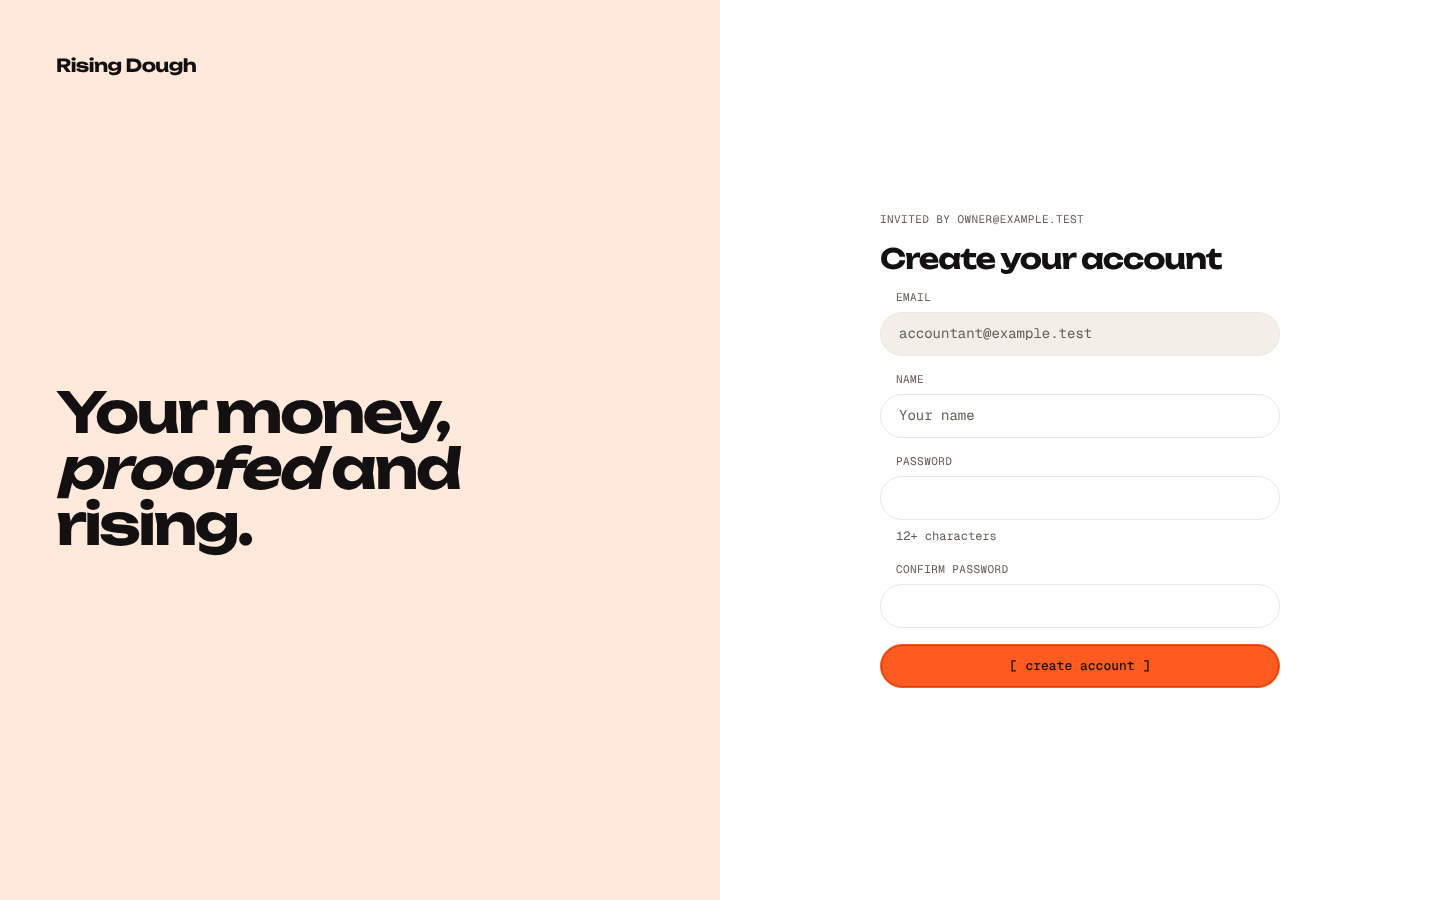 Rising Dough
Your money,
proofed and
rising.
INVITED BY OWNER@EXAMPLE.TEST
Create your account
EMAIL
accountant@example.test
NAME
Your name
PASSWORD
12+ characters
CONFIRM PASSWORD
[ create account ]